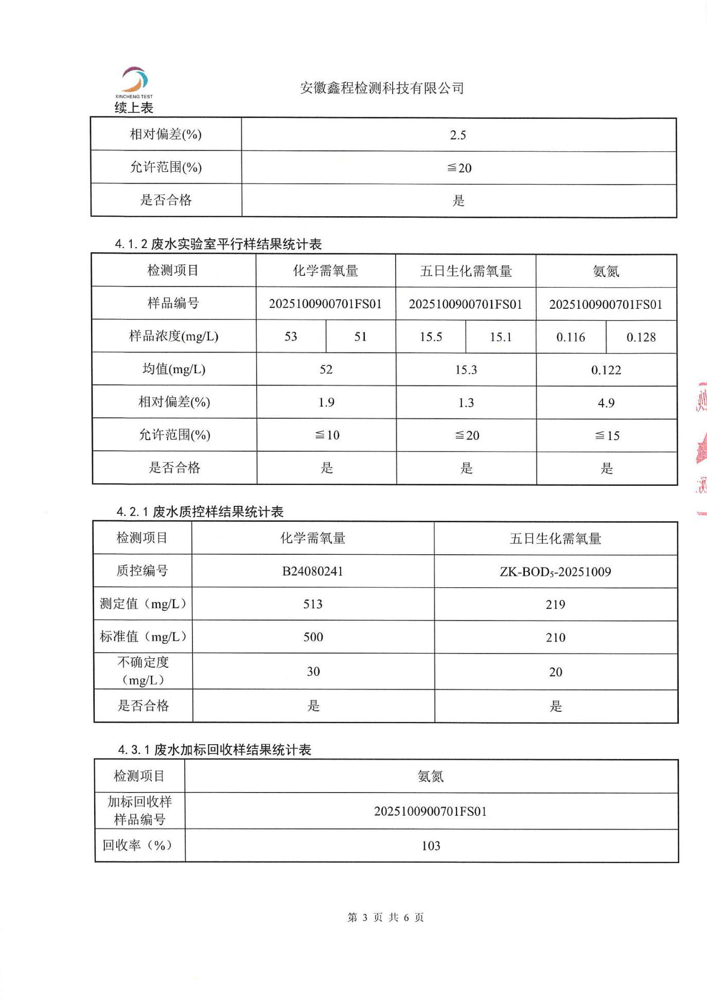 XINCHENG TEST
安徽鑫程检测科技有限公司
续上表
相对偏差(%) 2.5
允许范围(%) ≦20
是否合格 是
4.1.2 废水实验室平行样结果统计表
检测项目 化学需氧量 五日生化需氧量 氨氮
样品编号 2025100900701FS01 2025100900701FS01 2025100900701FS01
样品浓度(mg/L) 53 51 15.5 15.1 0.116 0.128
均值(mg/L) 52 15.3 0.122
相对偏差(%) 1.9 1.3 4.9
允许范围(%) ≦10 ≦20 ≦15
是否合格 是 是 是
4.2.1 废水质控样结果统计表
检测项目 化学需氧量 五日生化需氧量
质控编号 B24080241 ZK-BOD₅-20251009
测定值（mg/L） 513 219
标准值（mg/L） 500 210
不确定度
（mg/L） 30 20
是否合格 是 是
4.3.1 废水加标回收样结果统计表
检测项目 氨氮
加标回收样
样品编号 2025100900701FS01
回收率（%） 103
第 3 页 共 6 页